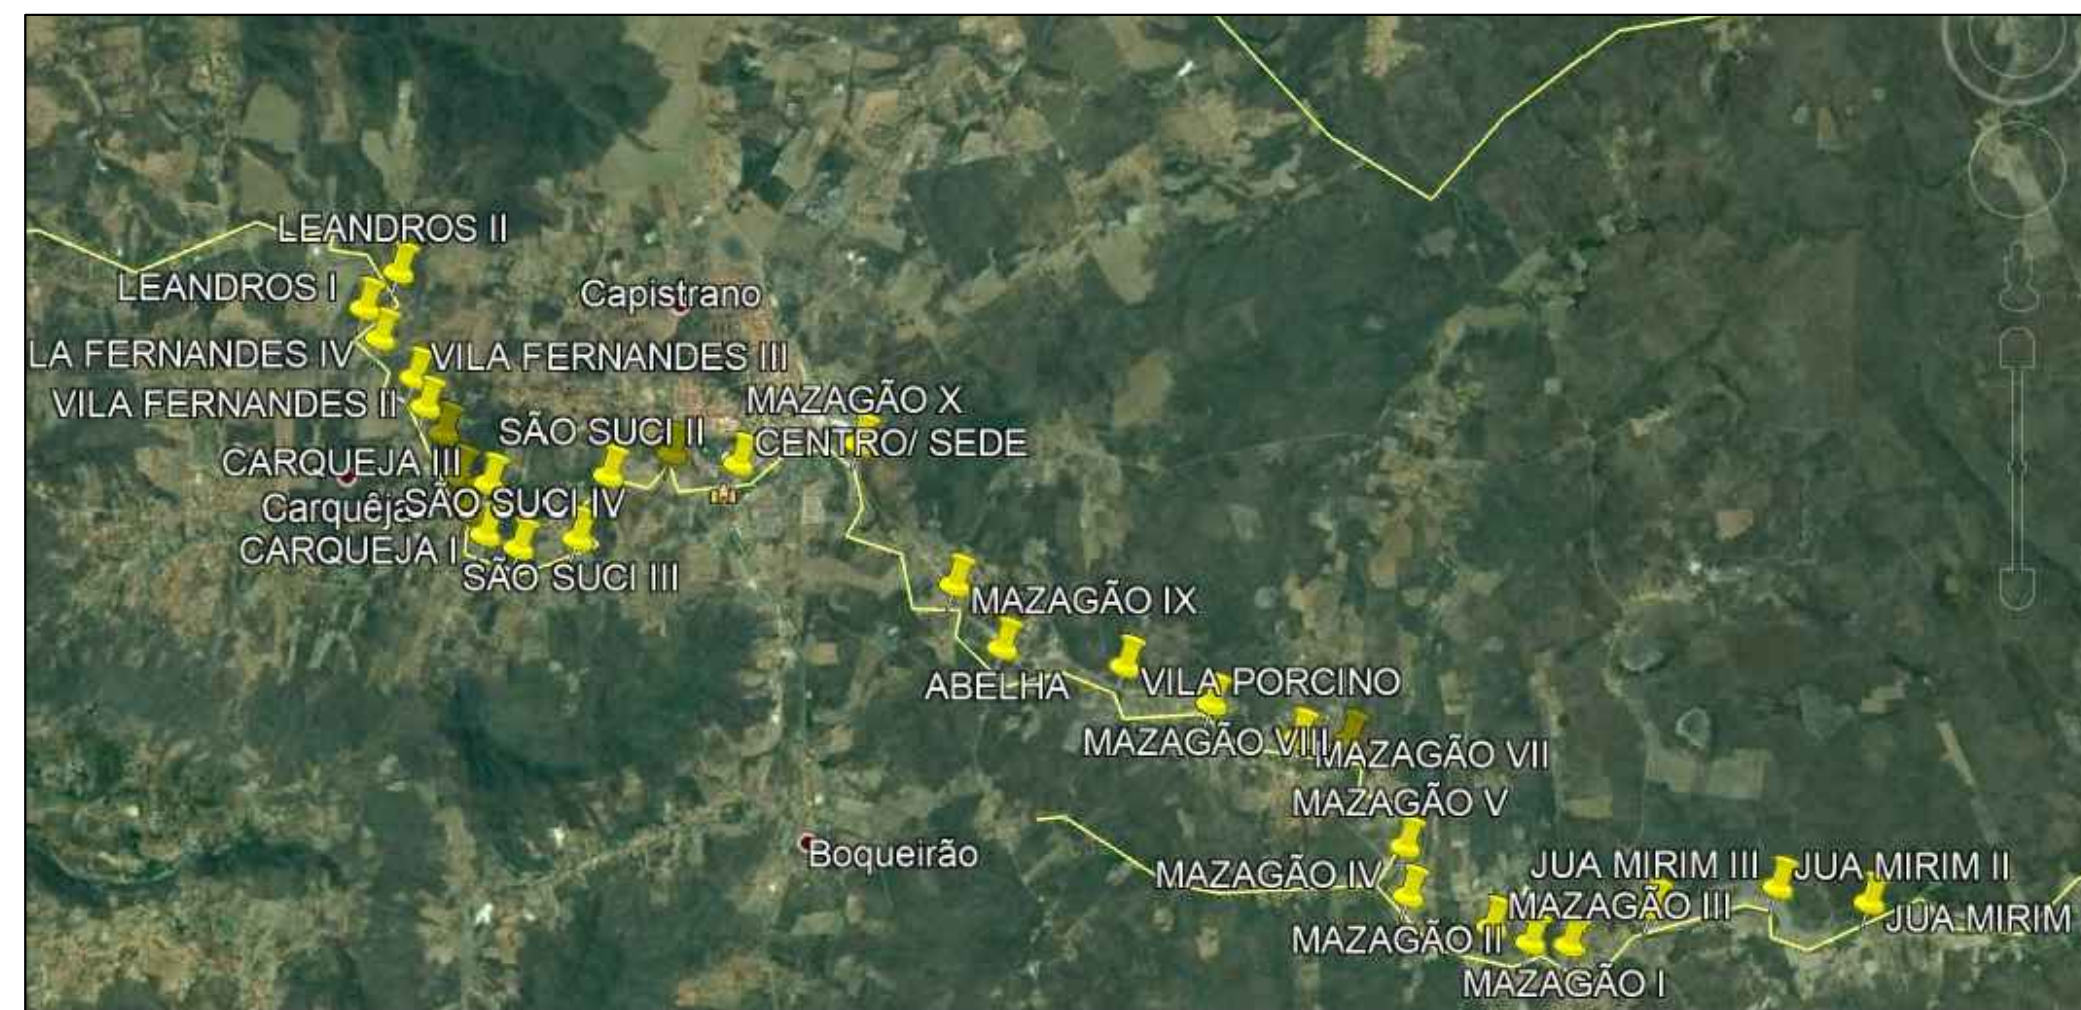 LEANDROS II
LEANDROS I
Capistrano
LA FERNANDES IV
VILA FERNANDES III
VILA FERNANDES II
MAZAGÃO X
SÃO SUCI II
CENTRO/ SEDE
CARQUEJA III
SÃO SUCI IV
Carquêja
CARQUEJA I
SÃO SUCI III
MAZAGÃO IX
ABELHA
VILA PORCINO
MAZAGÃO VIII
MAZAGÃO VII
MAZAGÃO V
Boqueirão
MAZAGÃO IV
JUA MIRIM III
JUA MIRIM II
MAZAGÃO III
JUA MIRIM
MAZAGÃO II
MAZAGÃO I